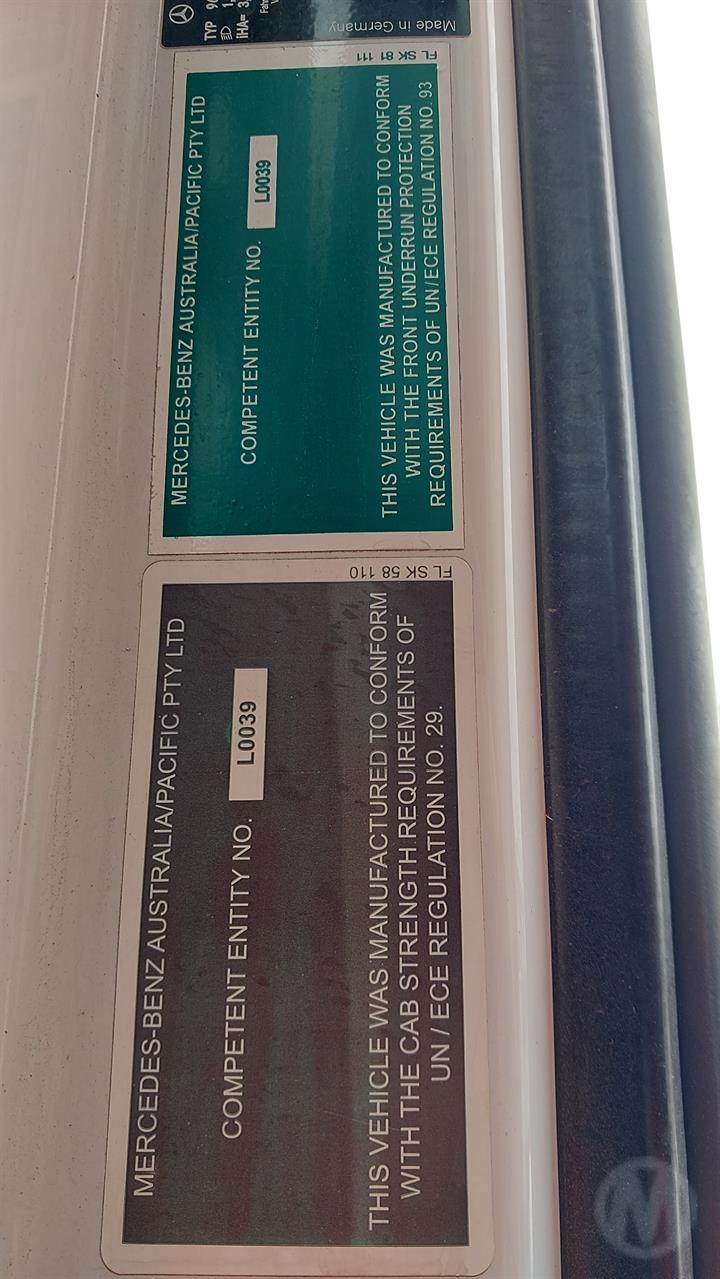 MERCEDES-BENZ AUSTRALIA/PACIFIC PTY LTD
COMPETENT ENTITY NO. L0039
THIS VEHICLE WAS MANUFACTURED TO CONFORM
WITH THE CAB STRENGTH REQUIREMENTS OF
UN / ECE REGULATION NO. 29.
FL SK 58 110
MERCEDES-BENZ AUSTRALIA/PACIFIC PTY LTD
COMPETENT ENTITY NO. L0039
THIS VEHICLE WAS MANUFACTURED TO CONFORM
WITH THE FRONT UNDERRUN PROTECTION
REQUIREMENTS OF UN/ECE REGULATION NO. 93
FL SK 81 111
TYP
iHA= 3,
Made in Germany
M